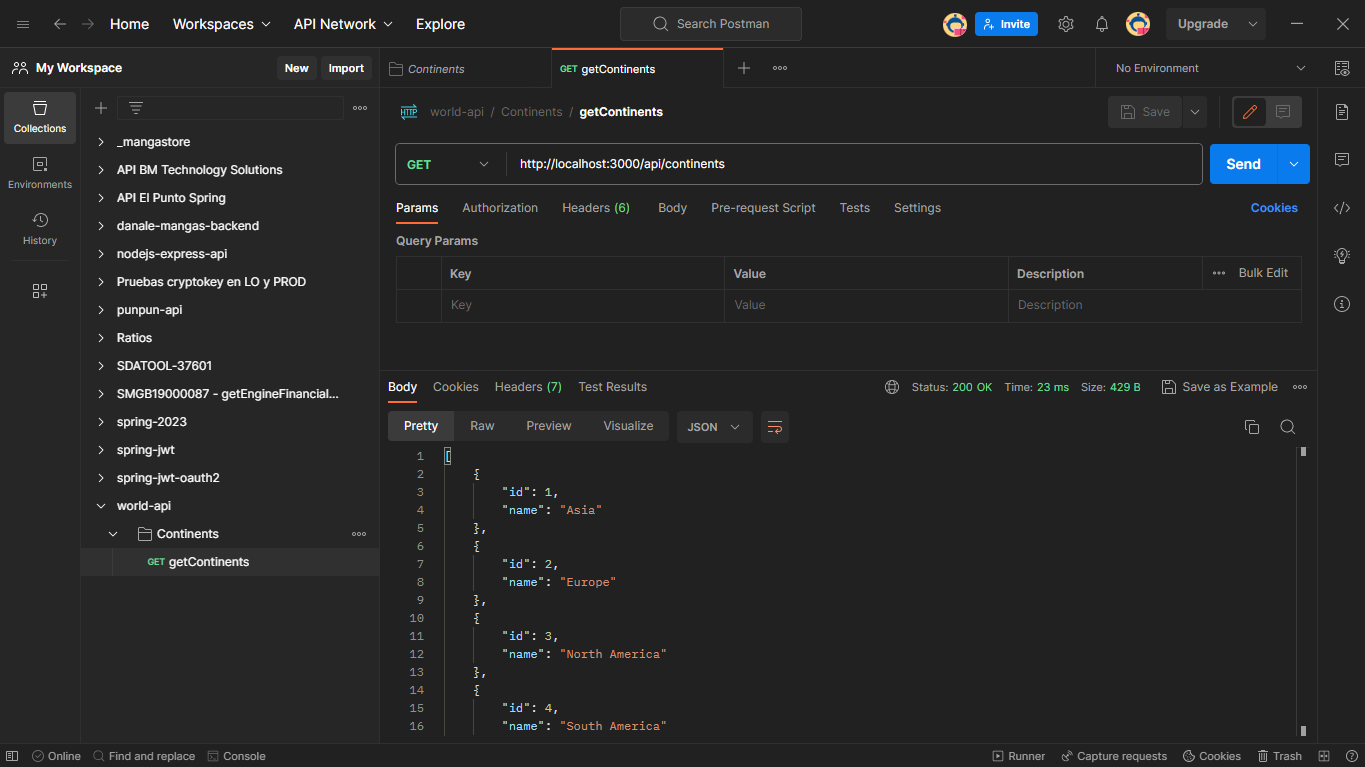 Home Workspaces API Network Explore Search Postman Invite Upgrade
My Workspace New Import Continents GET getContinents No Environment
Collections
Environments
History
_mangastore
API BM Technology Solutions
API El Punto Spring
danale-mangas-backend
nodejs-express-api
Pruebas cryptokey en LO y PROD
punpun-api
Ratios
SDATOOL-37601
SMGB19000087 - getEngineFinancial...
spring-2023
spring-jwt
spring-jwt-oauth2
world-api
Continents
GET getContinents
HTTP world-api / Continents / getContinents Save
GET http://localhost:3000/api/continents Send
Params Authorization Headers (6) Body Pre-request Script Tests Settings Cookies
Query Params
Key Value Description Bulk Edit
Key Value Description
Body Cookies Headers (7) Test Results Status: 200 OK Time: 23 ms Size: 429 B Save as Example
Pretty Raw Preview Visualize JSON
1 [
2 {
3 "id": 1,
4 "name": "Asia"
5 },
6 {
7 "id": 2,
8 "name": "Europe"
9 },
10 {
11 "id": 3,
12 "name": "North America"
13 },
14 {
15 "id": 4,
16 "name": "South America"
Online Find and replace Console Runner Capture requests Cookies Trash